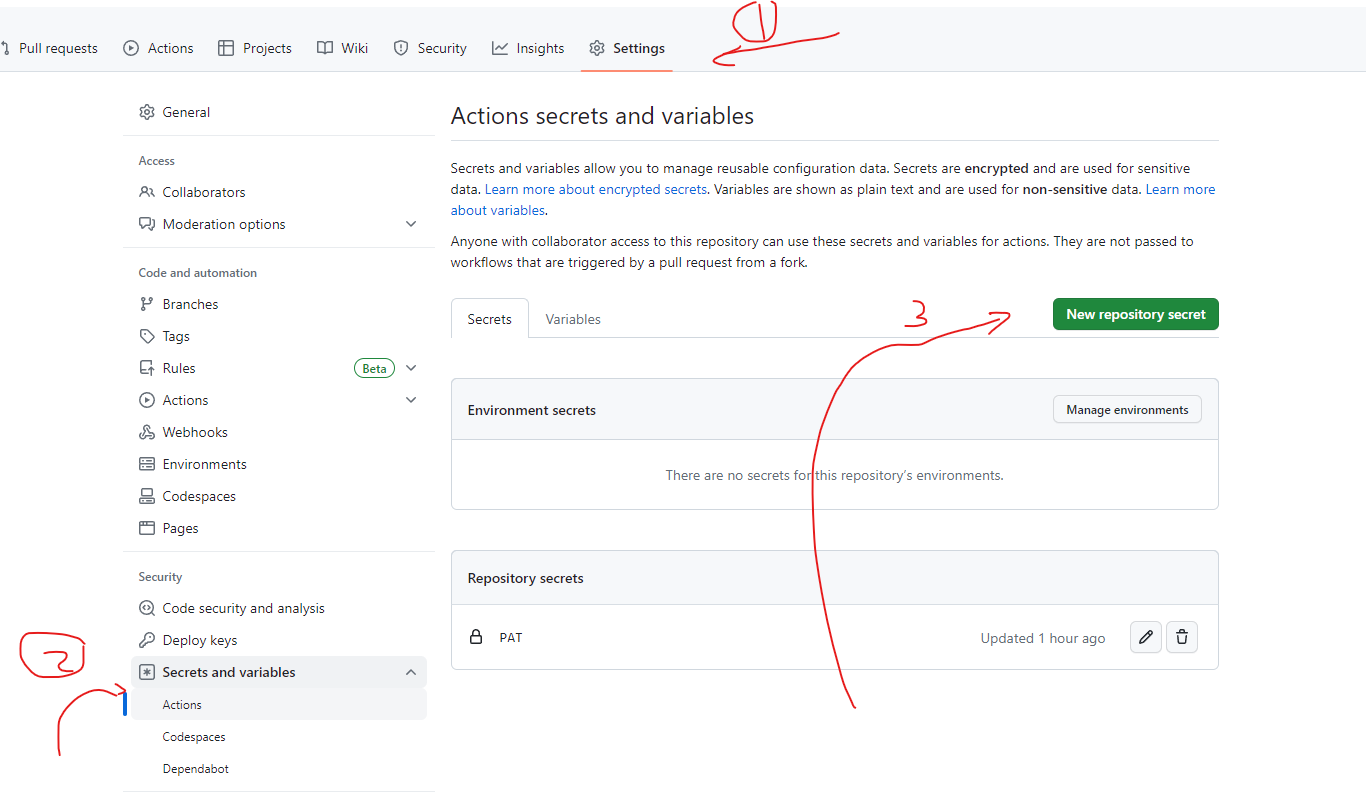 1
Pull requests Actions Projects Wiki Security Insights Settings
General
Access
Collaborators
Moderation options
Code and automation
Branches
Tags
Rules Beta
Actions
Webhooks
Environments
Codespaces
Pages
Security
Code security and analysis
Deploy keys
2
Secrets and variables
Actions
Codespaces
Dependabot
Actions secrets and variables
Secrets and variables allow you to manage reusable configuration data. Secrets are encrypted and are used for sensitive
data. Learn more about encrypted secrets. Variables are shown as plain text and are used for non-sensitive data. Learn more
about variables.
Anyone with collaborator access to this repository can use these secrets and variables for actions. They are not passed to
workflows that are triggered by a pull request from a fork.
Secrets Variables
3
New repository secret
Environment secrets
Manage environments
There are no secrets for this repository's environments.
Repository secrets
PAT Updated 1 hour ago